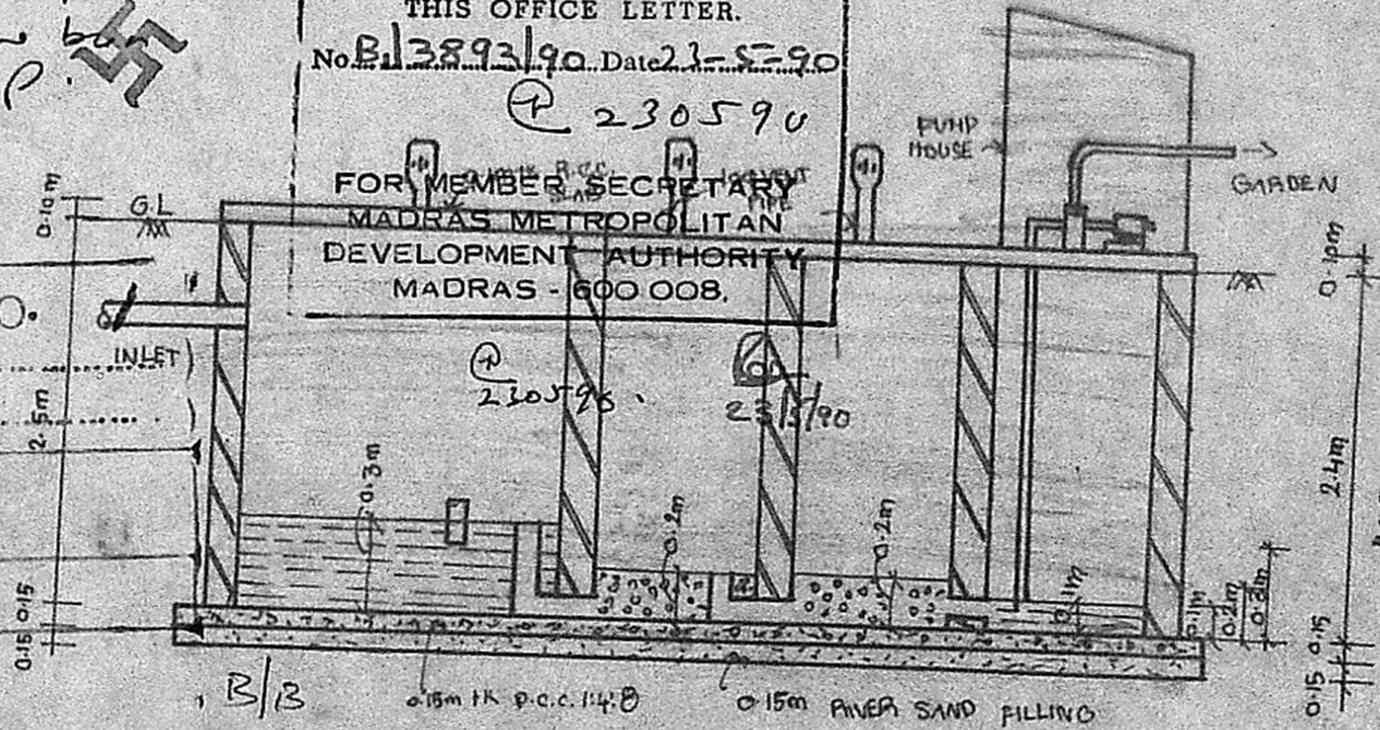 THIS OFFICE LETTER.
No.B1/3893/90 Date 23-5-90
230590
FOR MEMBER SECRETARY
MADRAS METROPOLITAN
DEVELOPMENT AUTHORITY
MADRAS - 600 008.
PUMP
HOUSE
GARDEN
0.10m
G.L
0.10m
INLET
230590.
23/5/90
2.5m
0.3m
0.2m
0.2m
2.4m
0.1m
0.1m
0.2m
0.3m
0.15
0.15
0.15
0.15
B/B
0.15m tk P.C.C. 1:4:8
0.15m RIVER SAND FILLING